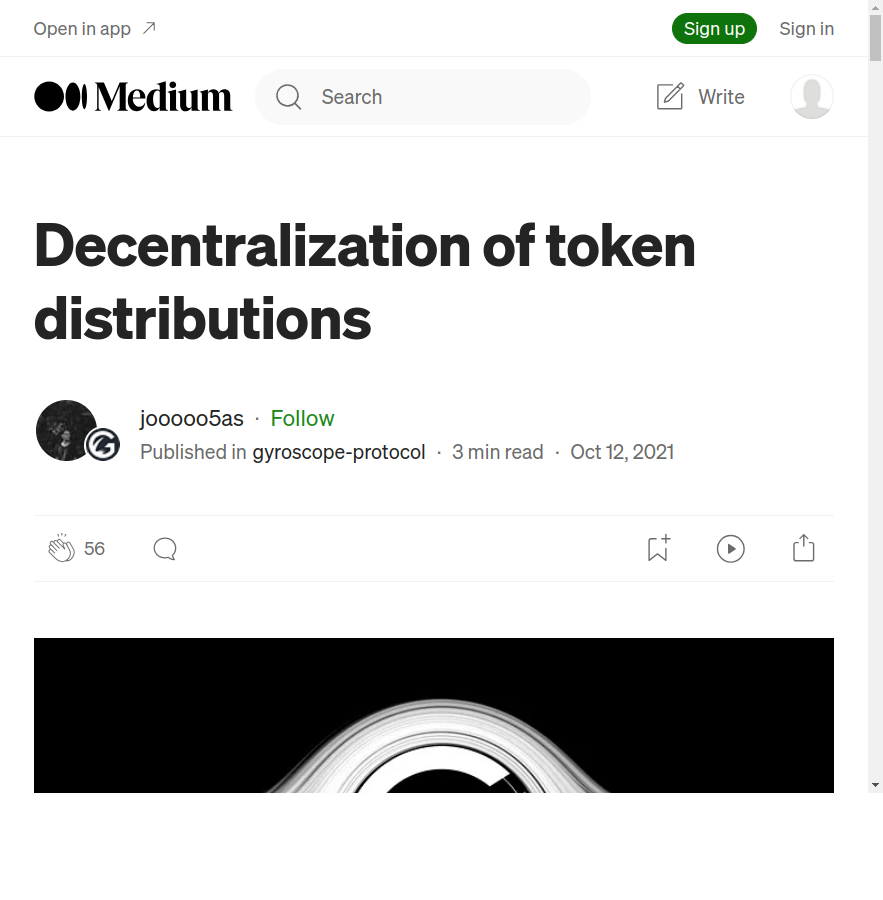 Open in app
Sign up
Sign in
Medium
Search
Write
Decentralization of token
distributions
jooooo5as · Follow
Published in gyroscope-protocol · 3 min read · Oct 12, 2021
56